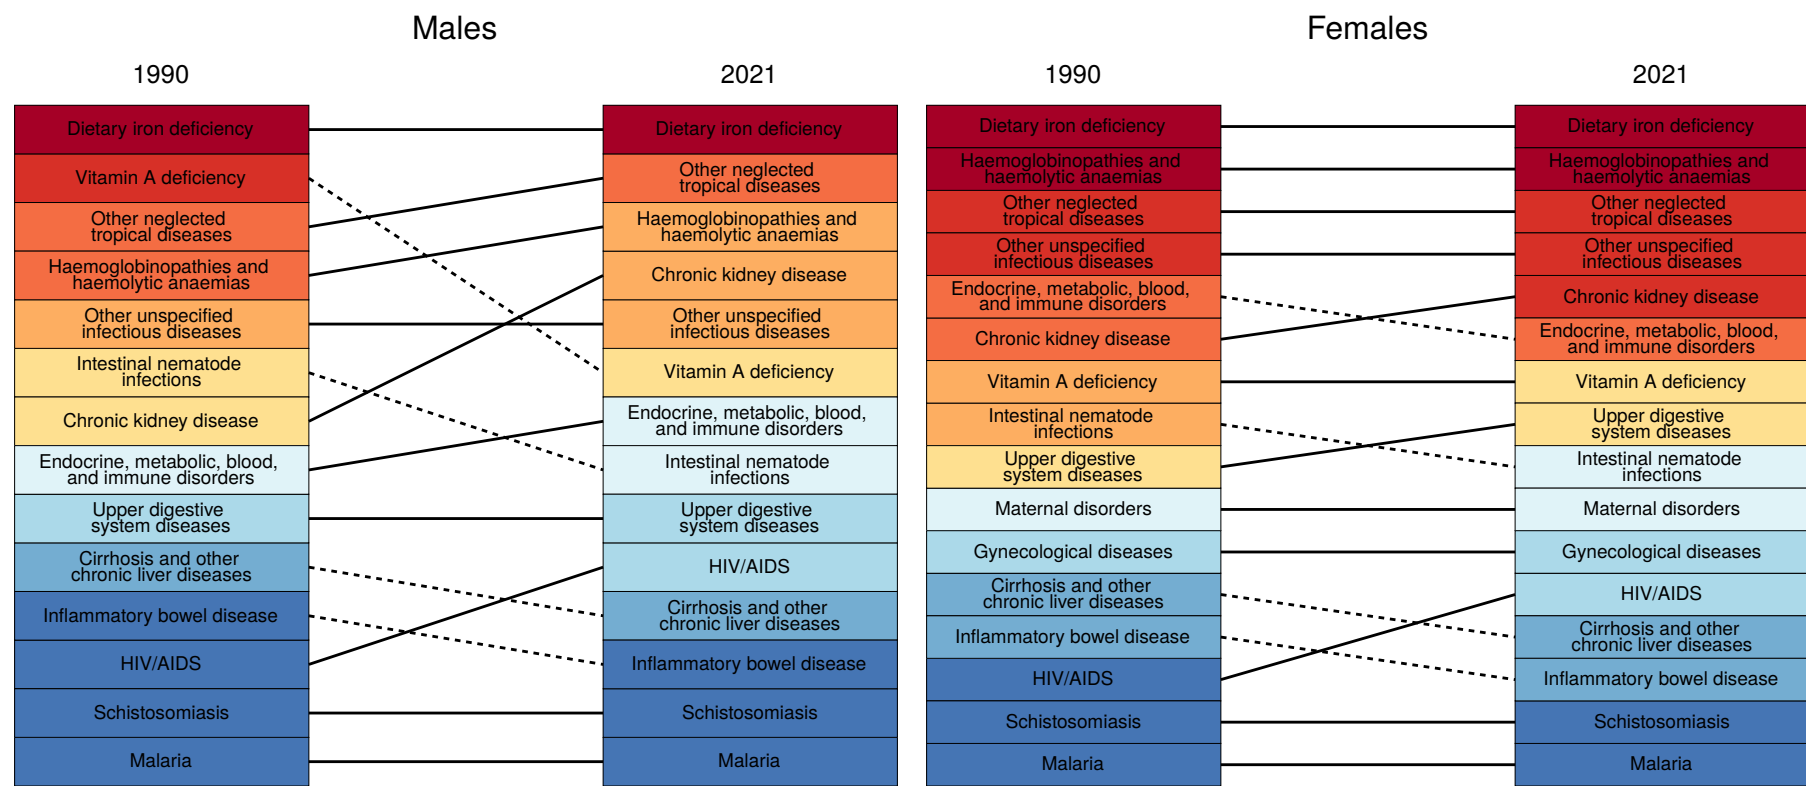 Males
1990
2021
Dietary iron deficiency
Vitamin A deficiency
Other neglected
tropical diseases
Haemoglobinopathies and
haemolytic anaemias
Other unspecified
infectious diseases
Intestinal nematode
infections
Chronic kidney disease
Endocrine, metabolic, blood,
and immune disorders
Upper digestive
system diseases
Cirrhosis and other
chronic liver diseases
Inflammatory bowel disease
HIV/AIDS
Schistosomiasis
Malaria
Dietary iron deficiency
Other neglected
tropical diseases
Haemoglobinopathies and
haemolytic anaemias
Chronic kidney disease
Other unspecified
infectious diseases
Vitamin A deficiency
Endocrine, metabolic, blood,
and immune disorders
Intestinal nematode
infections
Upper digestive
system diseases
HIV/AIDS
Cirrhosis and other
chronic liver diseases
Inflammatory bowel disease
Schistosomiasis
Malaria
Females
1990
2021
Dietary iron deficiency
Haemoglobinopathies and
haemolytic anaemias
Other neglected
tropical diseases
Other unspecified
infectious diseases
Endocrine, metabolic, blood,
and immune disorders
Chronic kidney disease
Vitamin A deficiency
Intestinal nematode
infections
Upper digestive
system diseases
Maternal disorders
Gynecological diseases
Cirrhosis and other
chronic liver diseases
Inflammatory bowel disease
HIV/AIDS
Schistosomiasis
Malaria
Dietary iron deficiency
Haemoglobinopathies and
haemolytic anaemias
Other neglected
tropical diseases
Other unspecified
infectious diseases
Chronic kidney disease
Endocrine, metabolic, blood,
and immune disorders
Vitamin A deficiency
Upper digestive
system diseases
Intestinal nematode
infections
Maternal disorders
Gynecological diseases
HIV/AIDS
Cirrhosis and other
chronic liver diseases
Inflammatory bowel disease
Schistosomiasis
Malaria